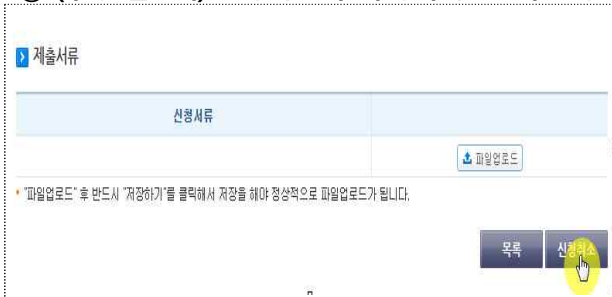 제출서류
신청서류
파일업로드
"파일업로드" 후 반드시 "저장하기"를 클릭해서 저장을 해야 정상적으로 파일업로드가 됩니다.
목록 신청취소